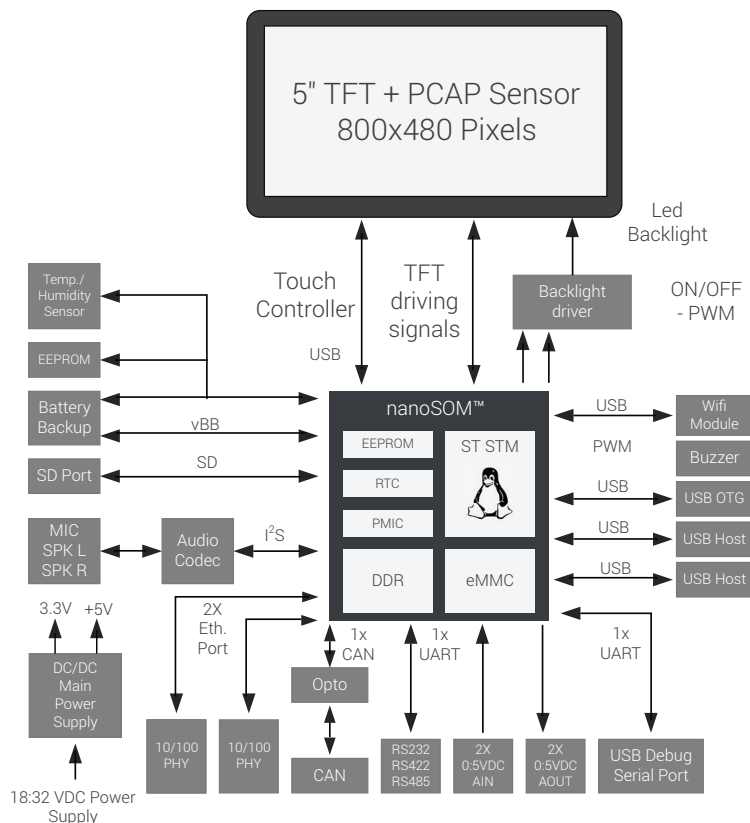 5" TFT + PCAP Sensor
800x480 Pixels
Led
Backlight
Touch
Controller
USB
TFT
driving
signals
Backlight
driver
ON/OFF
- PWM
Temp./
Humidity
Sensor
EEPROM
Battery
Backup
vBB
SD Port
SD
MIC
SPK L
SPK R
Audio
Codec
I²S
nanoSOM™
EEPROM
RTC
PMIC
ST STM
DDR
eMMC
USB
Wifi
Module
PWM
Buzzer
USB
USB OTG
USB
USB Host
USB
USB Host
3.3V
+5V
DC/DC
Main
Power
Supply
18:32 VDC Power
Supply
2X
Eth.
Port
10/100
PHY
10/100
PHY
1x
CAN
Opto
CAN
1x
UART
RS232
RS422
RS485
2X
0:5VDC
AIN
2X
0:5VDC
AOUT
1x
UART
USB Debug
Serial Port